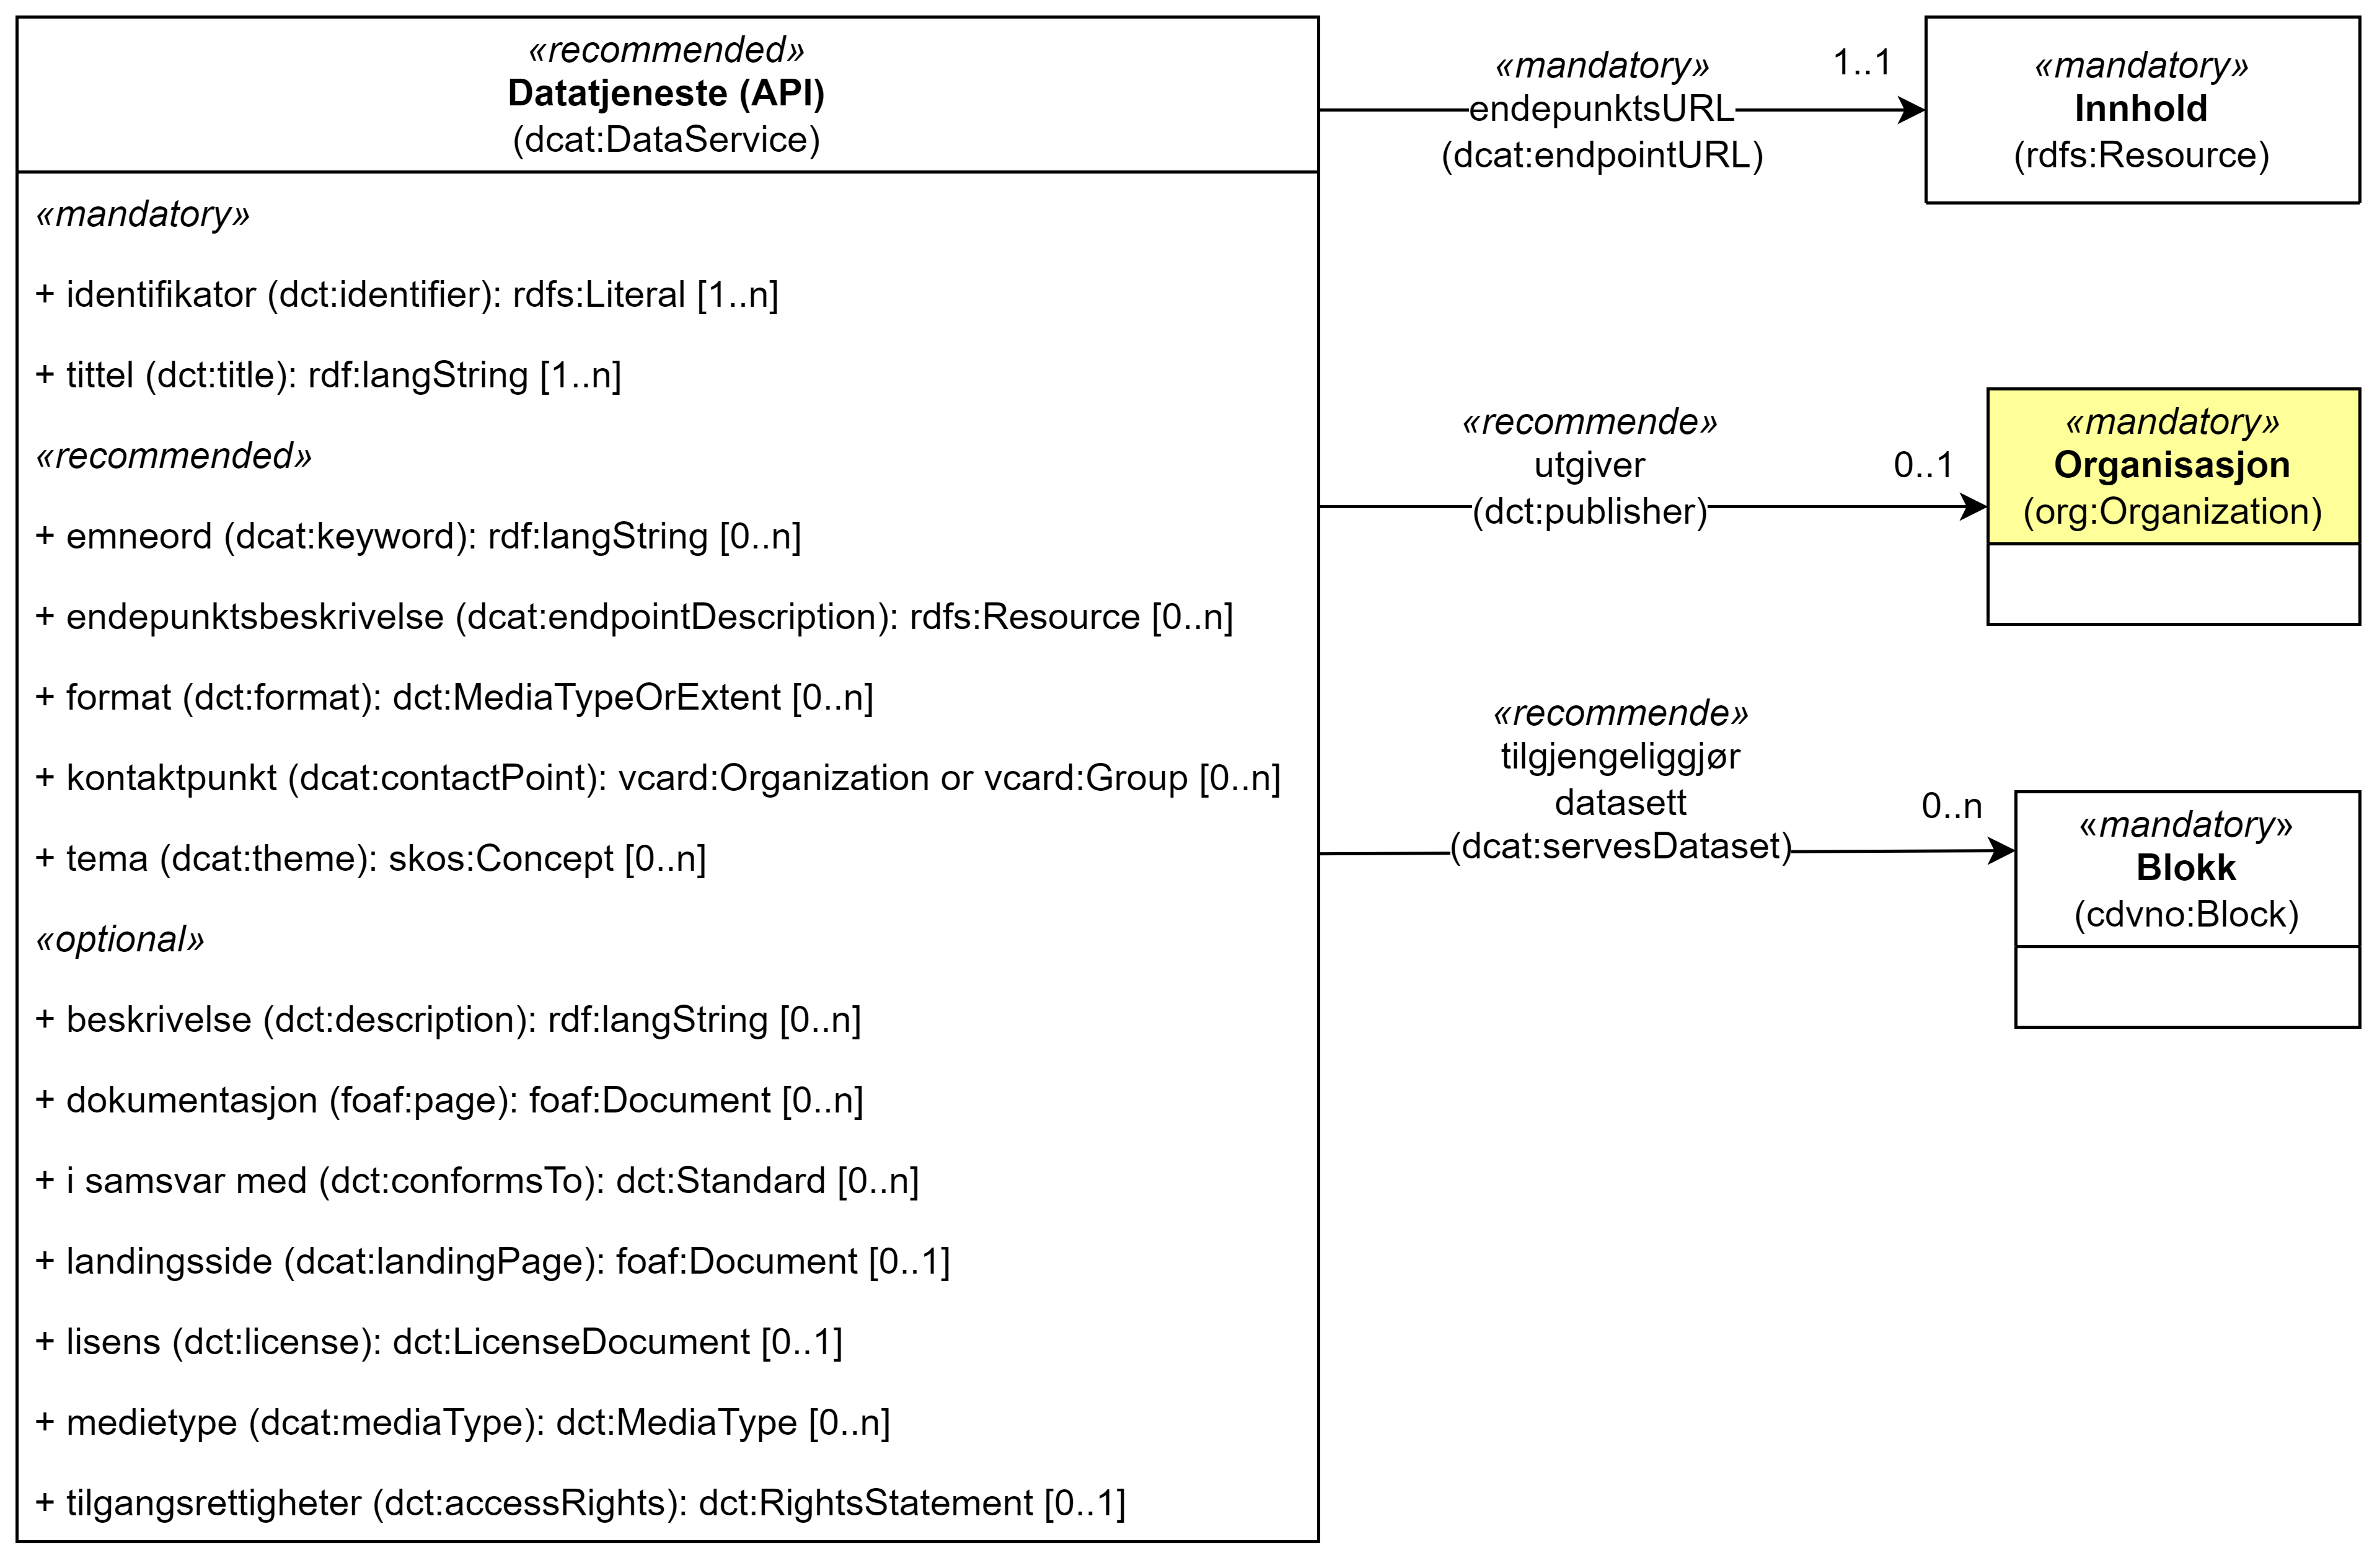 «recommended»
Datatjeneste (API)
(dcat:DataService)
«mandatory»
+ identifikator (dct:identifier): rdfs:Literal [1..n]
+ tittel (dct:title): rdf:langString [1..n]
«recommended»
+ emneord (dcat:keyword): rdf:langString [0..n]
+ endepunktsbeskrivelse (dcat:endpointDescription): rdfs:Resource [0..n]
+ format (dct:format): dct:MediaTypeOrExtent [0..n]
+ kontaktpunkt (dcat:contactPoint): vcard:Organization or vcard:Group [0..n]
+ tema (dcat:theme): skos:Concept [0..n]
«optional»
+ beskrivelse (dct:description): rdf:langString [0..n]
+ dokumentasjon (foaf:page): foaf:Document [0..n]
+ i samsvar med (dct:conformsTo): dct:Standard [0..n]
+ landingsside (dcat:landingPage): foaf:Document [0..1]
+ lisens (dct:license): dct:LicenseDocument [0..1]
+ medietype (dcat:mediaType): dct:MediaType [0..n]
+ tilgangsrettigheter (dct:accessRights): dct:RightsStatement [0..1]
«mandatory»
endepunktsURL
(dcat:endpointURL)
1..1
«mandatory»
Innhold
(rdfs:Resource)
«recommende»
utgiver
(dct:publisher)
0..1
«mandatory»
Organisasjon
(org:Organization)
«recommende»
tilgjengeliggjør
datasett
(dcat:servesDataset)
0..n
«mandatory»
Blokk
(cdvno:Block)